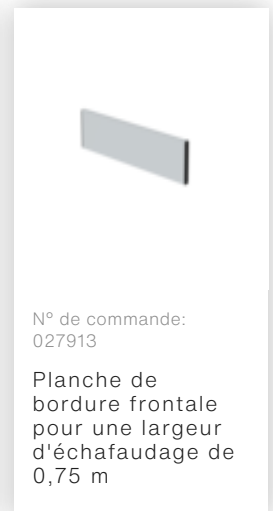 N° de commande:
027913
Planche de
bordure frontale
pour une largeur
d'échafaudage de
0,75 m